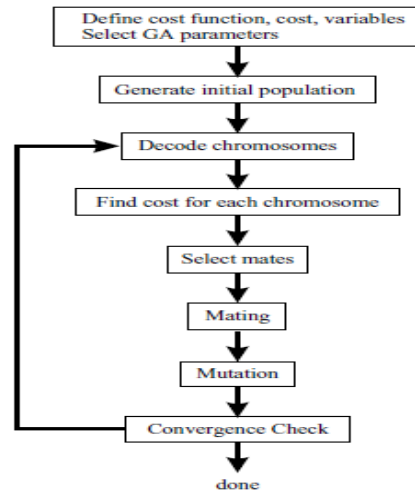 Define cost function, cost, variables
Select GA parameters
Generate initial population
Decode chromosomes
Find cost for each chromosome
Select mates
Mating
Mutation
Convergence Check
done